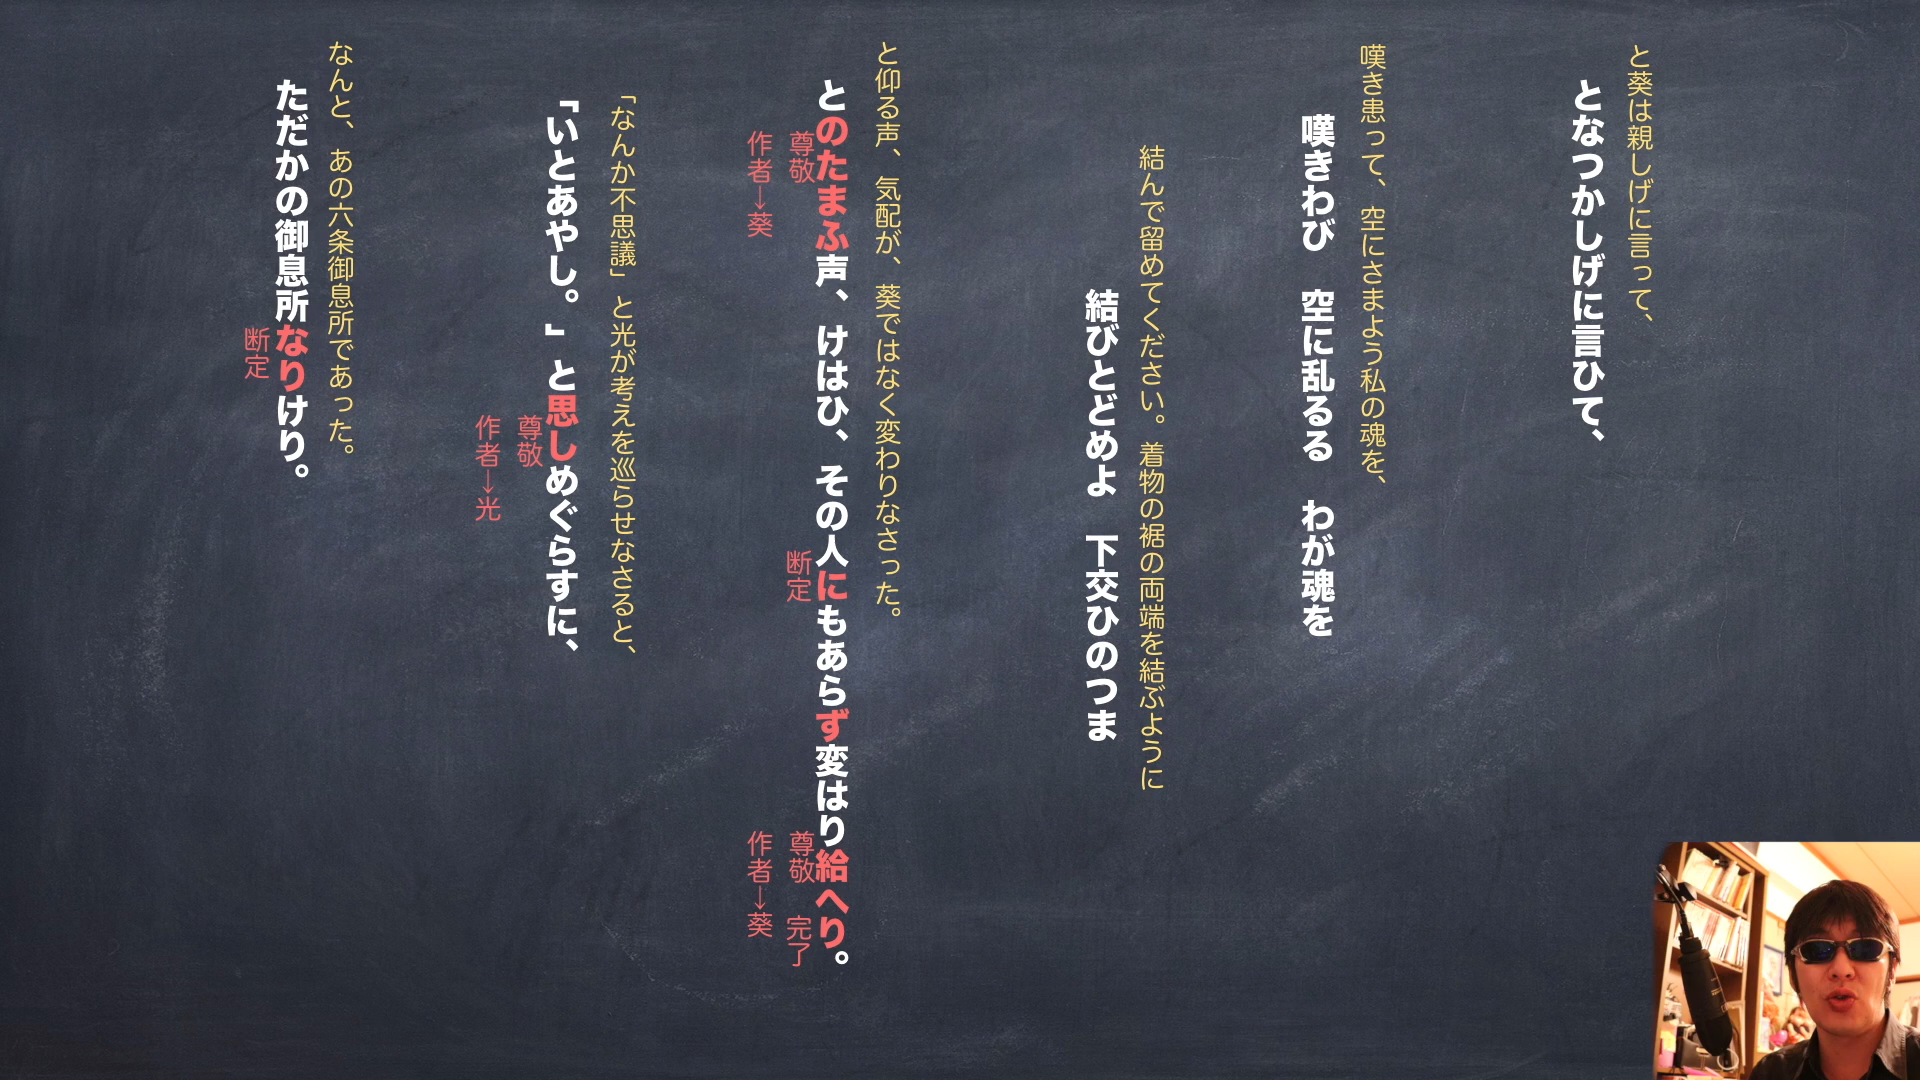 と葵は親しげに言って、
となつかしげに言ひて、
嘆き患って、空にさまよう私の魂を、
嘆きわび　空に乱るる　わが魂を
結んで留めてください。着物の裾の両端を結ぶように
結びとどめよ　下交ひのつま
と仰る声、気配が、葵ではなく変わりなさった。
とのたまふ声、けはひ、その人にもあらず変はり給へり。
尊敬
作者→葵
断定
尊敬　完了
作者→葵
「なんか不思議」と光が考えを巡らせなさると、
「いとあやし。」と思しめぐらすに、
尊敬
作者→光
なんと、あの六条御息所であった。
ただかの御息所なりけり。
断定